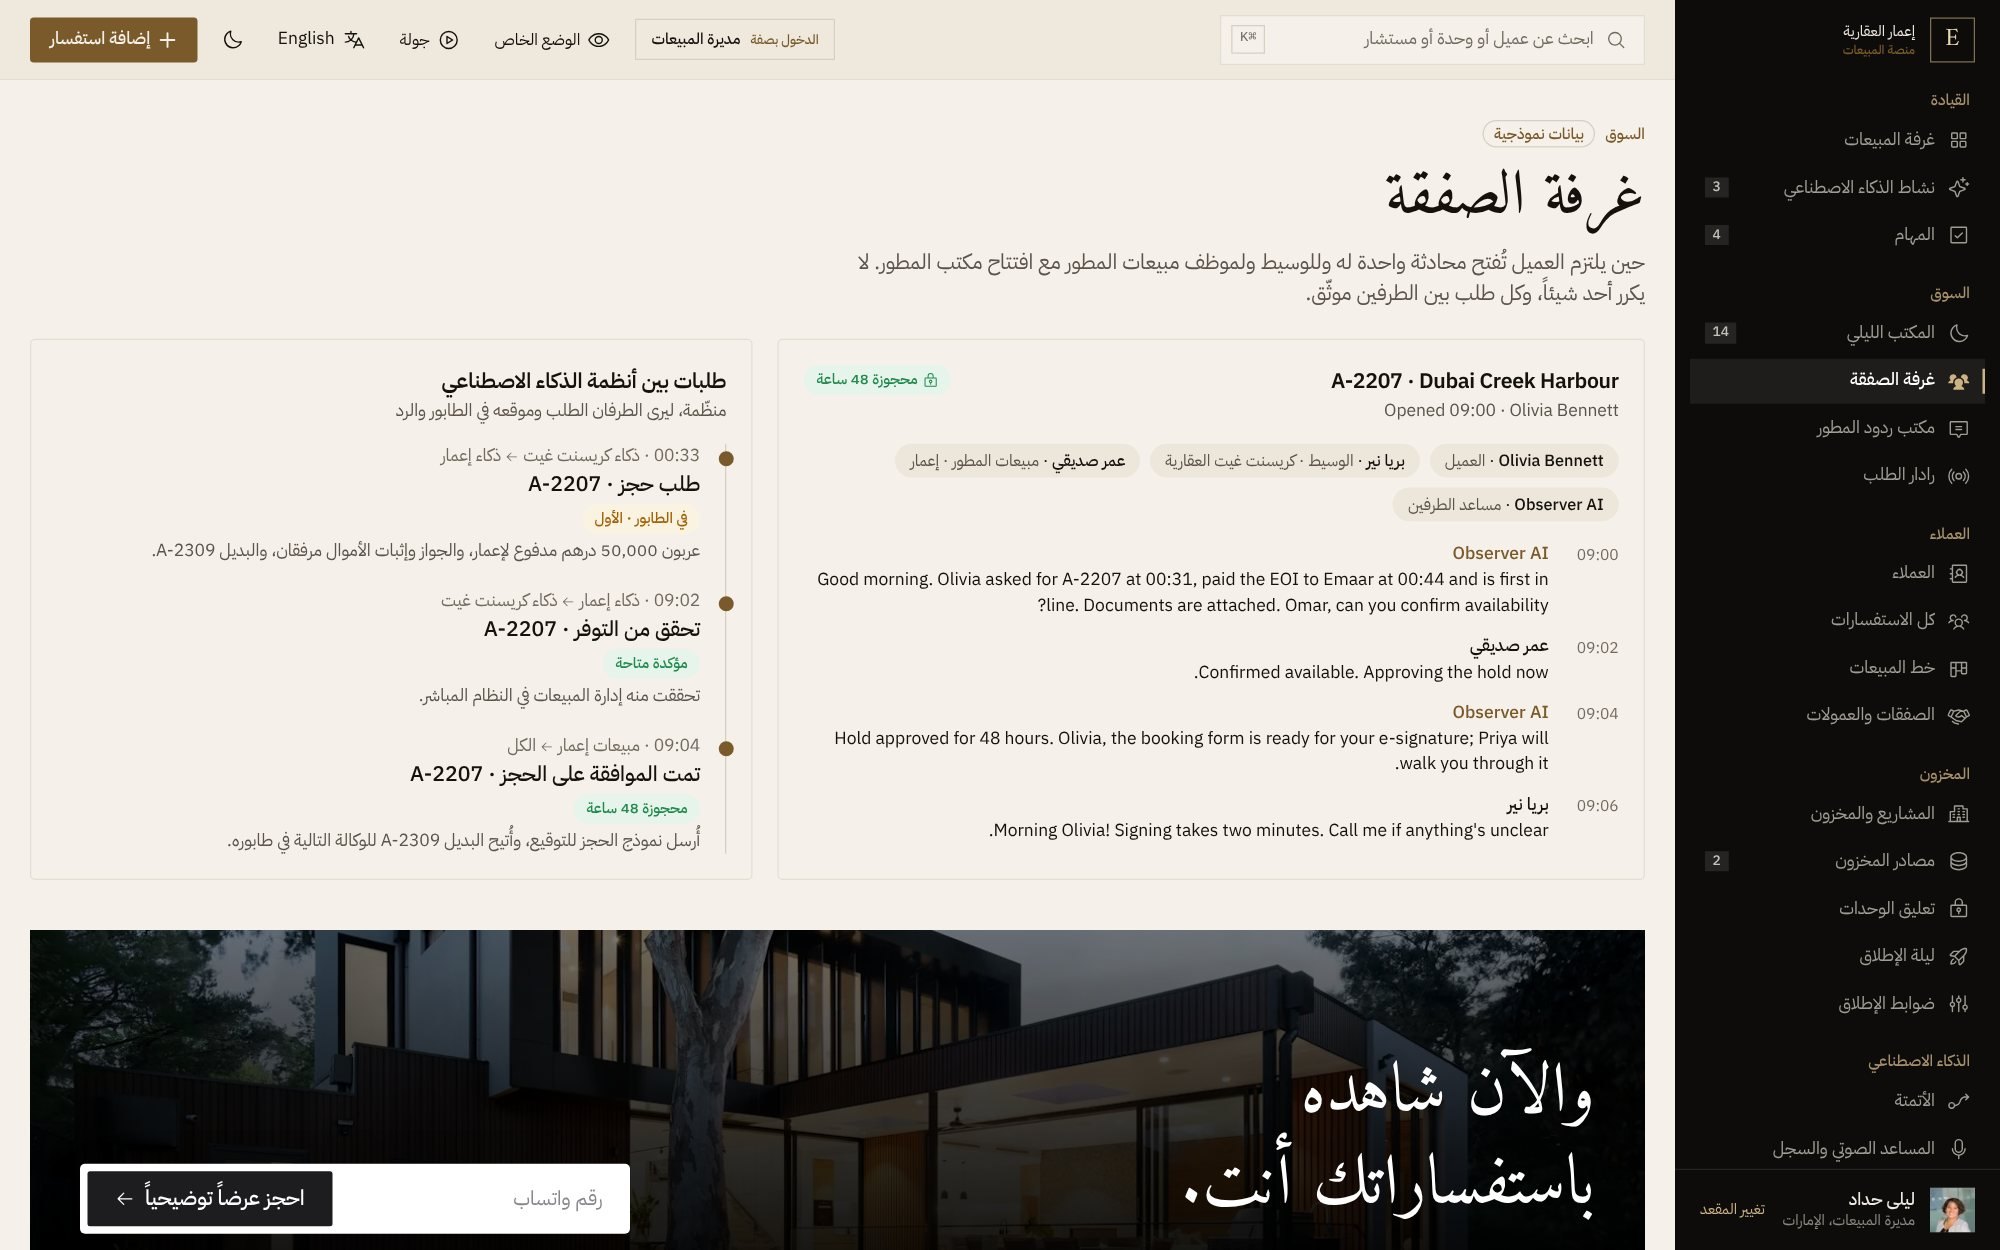 E
إعمار العقارية
منصة المبيعات
القيادة
غرفة المبيعات
نشاط الذكاء الاصطناعي 3
المهام 4
السوق
المكتب الليلي 14
غرفة الصفقة
مكتب ردود المطور
رادار الطلب
العملاء
العملاء
كل الاستفسارات
خط المبيعات
الصفقات والعمولات
المخزون
المشاريع والمخزون
مصادر المخزون 2
تعليق الوحدات
ليلة الإطلاق
ضوابط الإطلاق
الذكاء الاصطناعي
الأتمتة
المساعد الصوتي والسجل
ليلى حداد
مديرة المبيعات، الإمارات
تغيير المقعد
ابحث عن عميل أو وحدة أو مستشار
⌘K
الدخول بصفة مديرة المبيعات
الوضع الخاص
جولة
English
إضافة استفسار
السوق بيانات نموذجية
غرفة الصفقة
حين يلتزم العميل تُفتح محادثة واحدة له وللوسيط ولموظف مبيعات المطور مع افتتاح مكتب المطور. لا
يكرر أحد شيئاً، وكل طلب بين الطرفين موثّق.
A-2207 · Dubai Creek Harbour
محجوزة 48 ساعة
Opened 09:00 · Olivia Bennett
Olivia Bennett · العميل
بريا نير · الوسيط · كريسنت غيت العقارية
عمر صديقي · مبيعات المطور · إعمار
Observer AI · مساعد الطرفين
09:00 Observer AI
Good morning. Olivia asked for A-2207 at 00:31, paid the EOI to Emaar at 00:44 and is first in
line. Documents are attached. Omar, can you confirm availability?
09:02 عمر صديقي
Confirmed available. Approving the hold now.
09:04 Observer AI
Hold approved for 48 hours. Olivia, the booking form is ready for your e-signature; Priya will
walk you through it.
09:06 بريا نير
Morning Olivia! Signing takes two minutes. Call me if anything's unclear.
طلبات بين أنظمة الذكاء الاصطناعي
منظّمة، ليرى الطرفان الطلب وموقعه في الطابور والرد
00:33 · ذكاء كريسنت غيت ← ذكاء إعمار
طلب حجز · A-2207
في الطابور · الأول
عربون 50,000 درهم مدفوع لإعمار، والجواز وإثبات الأموال مرفقان، والبديل A-2309.
09:02 · ذكاء إعمار ← ذكاء كريسنت غيت
تحقق من التوفر · A-2207
مؤكدة متاحة
تحققت منه إدارة المبيعات في النظام المباشر.
09:04 · مبيعات إعمار ← الكل
تمت الموافقة على الحجز · A-2207
محجوزة 48 ساعة
أُرسل نموذج الحجز للتوقيع، وأُتيح البديل A-2309 للوكالة التالية في طابوره.
والآن شاهده
باستفساراتك أنت.
رقم واتساب
احجز عرضاً توضيحياً ←